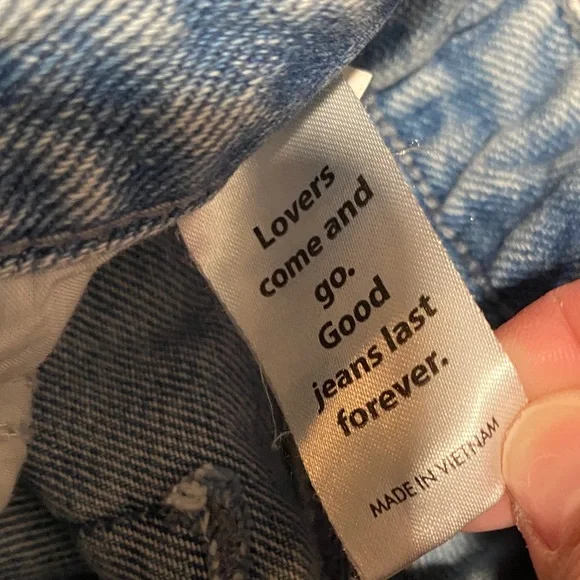 Lovers
come and
go.
Good
jeans last
forever.
MADE IN VIETNAM